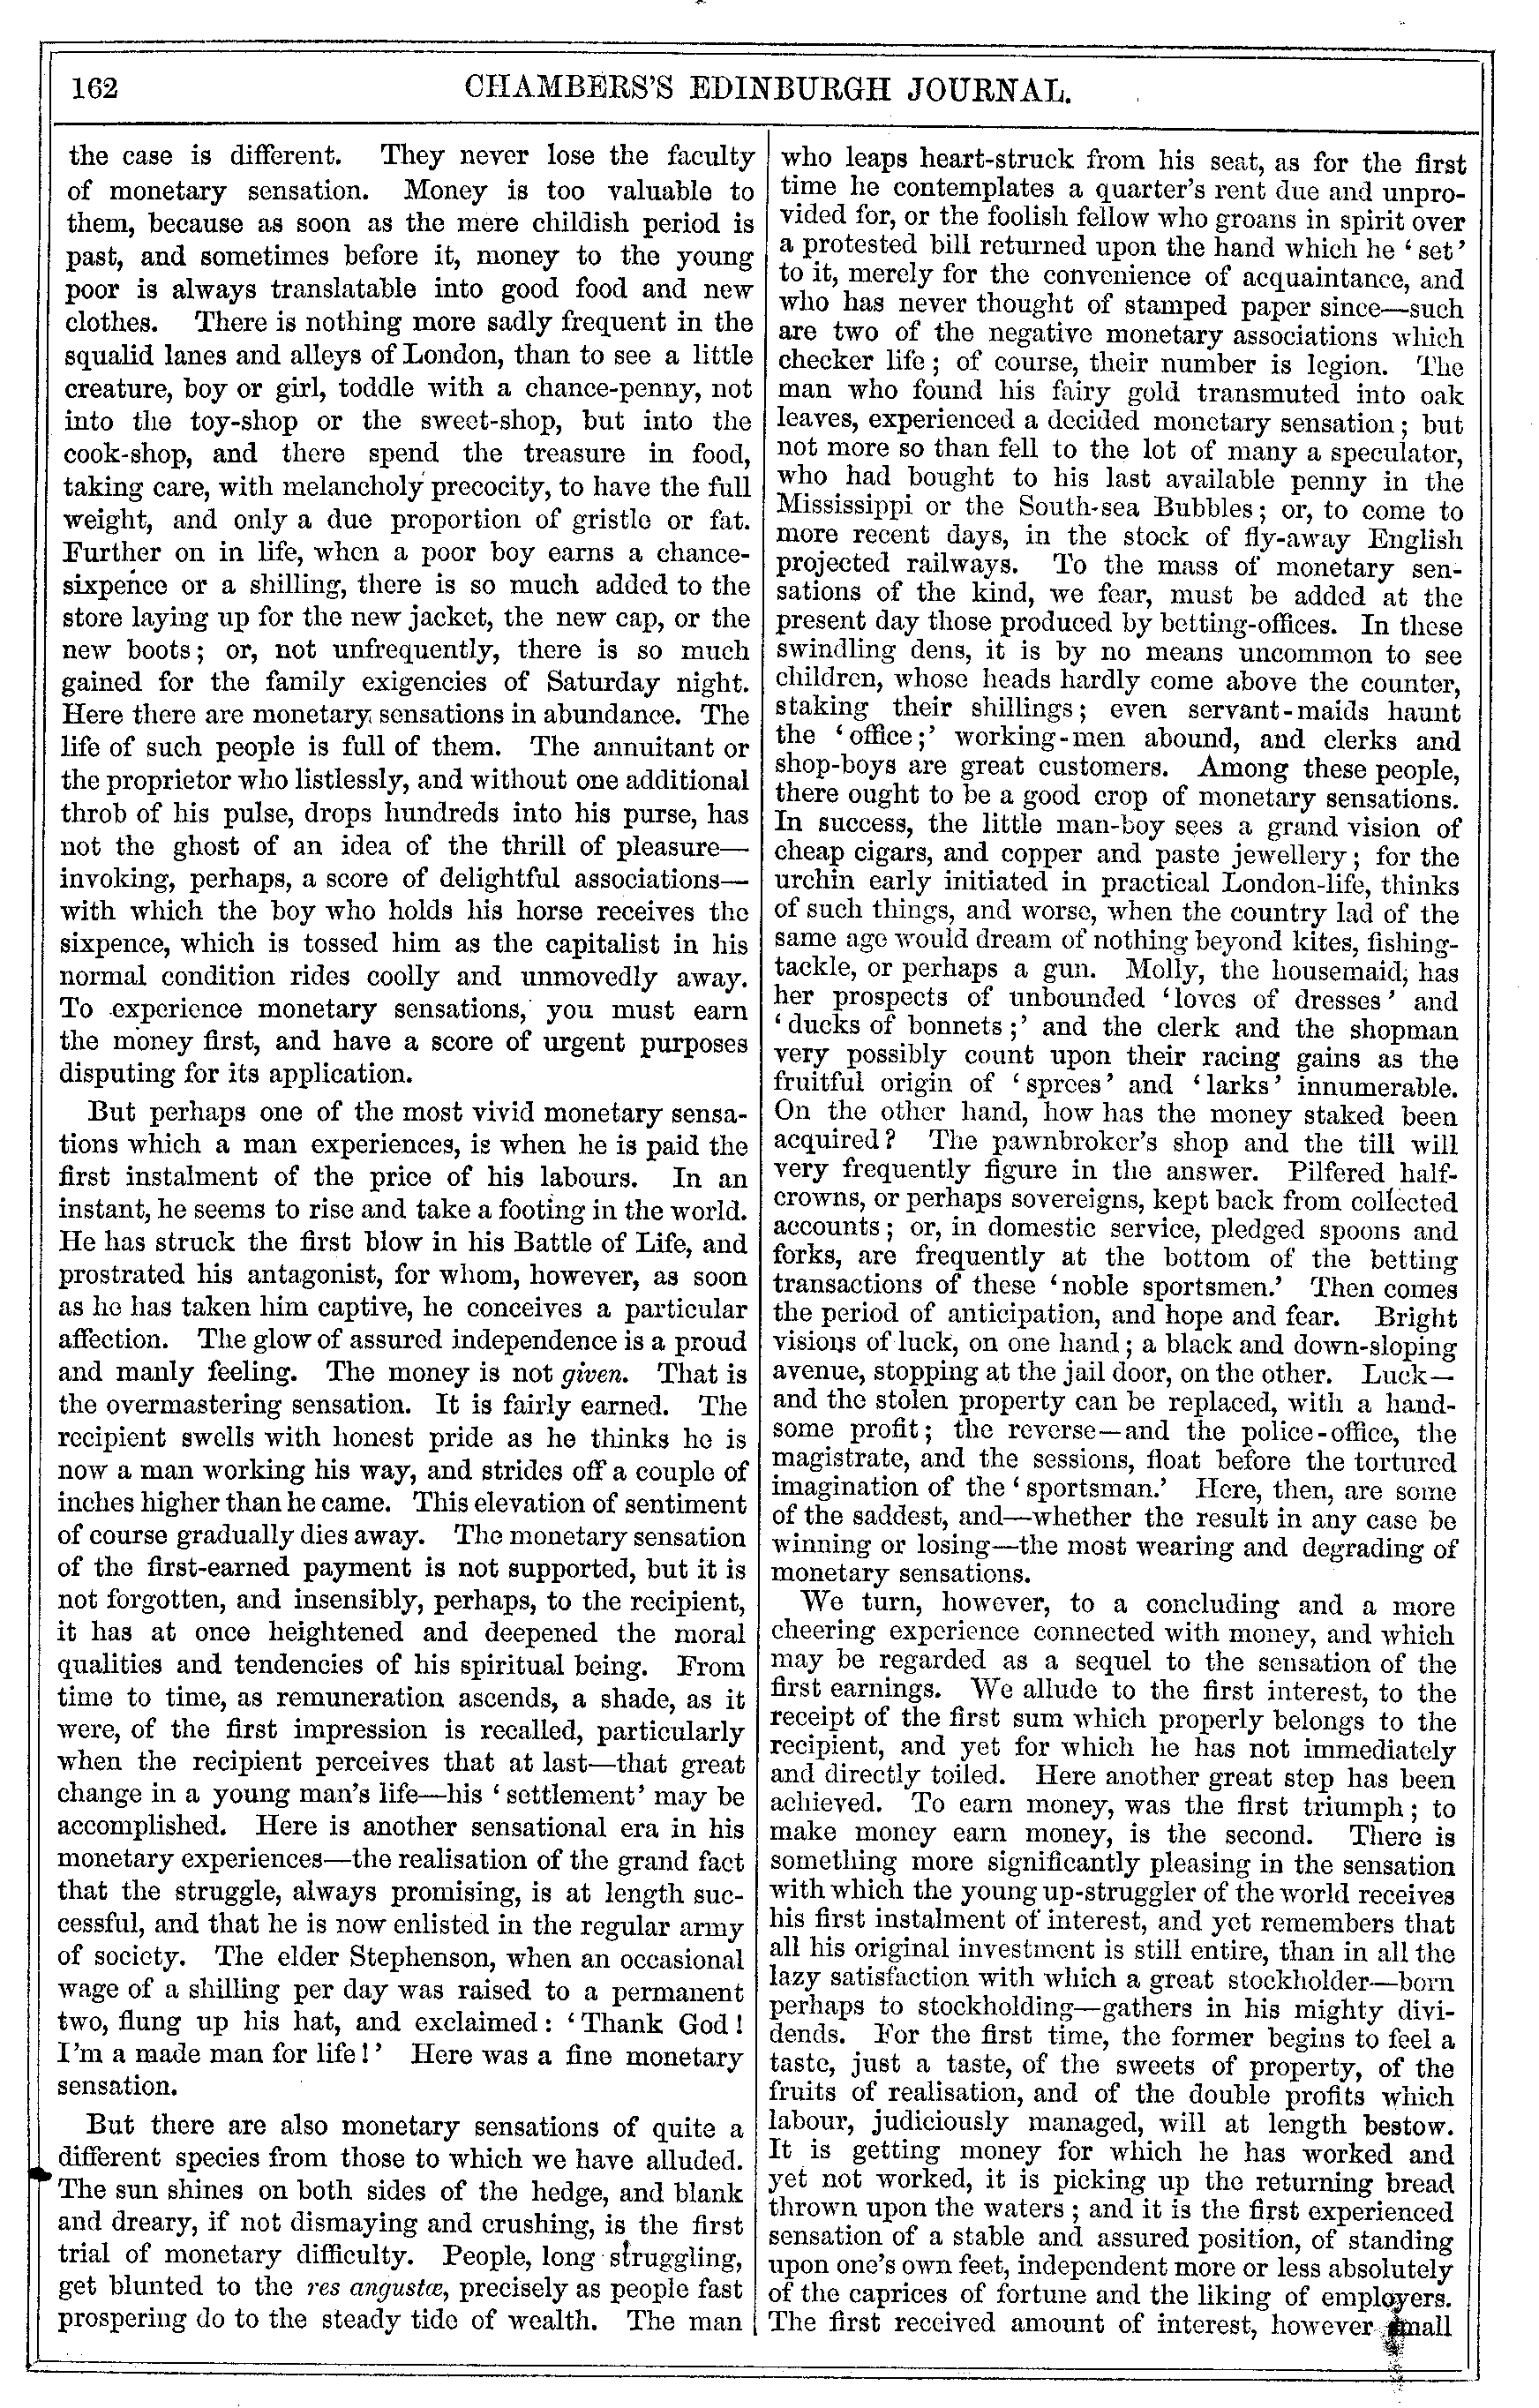 162
CHAMBERS'S EDINBURGH JOURNAL.
the case is different. They never lose the faculty
of monetary sensation. Money is too valuable to
them, because as soon as the mere childish period is
past, and sometimes before it, money to the young
poor is always translatable into good food and new
clothes. There is nothing more sadly frequent in the
squalid lanes and alleys of London, than to see a little
creature, boy or girl, toddle with a chance-penny, not
into the toy-shop or the sweet-shop, but into the
cook-shop, and there spend the treasure in food,
taking care, with melancholy precocity, to have the full
weight, and only a due proportion of gristle or fat.
Further on in life, when a poor boy earns a chance-
sixpence or a shilling, there is so much added to the
store laying up for the new jacket, the new cap, or the
new boots; or, not unfrequently, there is so much
gained for the family exigencies of Saturday night.
Here there are monetary sensations in abundance. The
life of such people is full of them. The annuitant or
the proprietor who listlessly, and without one additional
throb of his pulse, drops hundreds into his purse, has
not the ghost of an idea of the thrill of pleasure—
invoking, perhaps, a score of delightful associations—
with which the boy who holds his horse receives the
sixpence, which is tossed him as the capitalist in his
normal condition rides coolly and unmovedly away.
To experience monetary sensations, you must earn
the money first, and have a score of urgent purposes
disputing for its application.
But perhaps one of the most vivid monetary sensa-
tions which a man experiences, is when he is paid the
first instalment of the price of his labours. In an
instant, he seems to rise and take a footing in the world.
He has struck the first blow in his Battle of Life, and
prostrated his antagonist, for whom, however, as soon
as he has taken him captive, he conceives a particular
affection. The glow of assured independence is a proud
and manly feeling. The money is not given. That is
the overmastering sensation. It is fairly earned. The
recipient swells with honest pride as he thinks he is
now a man working his way, and strides off a couple of
inches higher than he came. This elevation of sentiment
of course gradually dies away. The monetary sensation
of the first-earned payment is not supported, but it is
not forgotten, and insensibly, perhaps, to the recipient,
it has at once heightened and deepened the moral
qualities and tendencies of his spiritual being. From
time to time, as remuneration ascends, a shade, as it
were, of the first impression is recalled, particularly
when the recipient perceives that at last—that great
change in a young man's life—his 'settlement' may be
accomplished. Here is another sensational era in his
monetary experiences—the realisation of the grand fact
that the struggle, always promising, is at length suc-
cessful, and that he is now enlisted in the regular army
of society. The elder Stephenson, when an occasional
wage of a shilling per day was raised to a permanent
two, flung up his hat, and exclaimed: 'Thank God!
I'm a made man for life!' Here was a fine monetary
sensation.
But there are also monetary sensations of quite a
different species from those to which we have alluded.
The sun shines on both sides of the hedge, and blank
and dreary, if not dismaying and crushing, is the first
trial of monetary difficulty. People, long struggling,
get blunted to the res angustæ, precisely as people fast
prospering do to the steady tide of wealth. The man
who leaps heart-struck from his seat, as for the first
time he contemplates a quarter's rent due and unpro-
vided for, or the foolish fellow who groans in spirit over
a protested bill returned upon the hand which he 'set'
to it, merely for the convenience of acquaintance, and
who has never thought of stamped paper since—such
are two of the negative monetary associations which
checker life; of course, their number is legion. The
man who found his fairy gold transmuted into oak
leaves, experienced a decided monetary sensation; but
not more so than fell to the lot of many a speculator,
who had bought to his last available penny in the
Mississippi or the South-sea Bubbles; or, to come to
more recent days, in the stock of fly-away English
projected railways. To the mass of monetary sen-
sations of the kind, we fear, must be added at the
present day those produced by betting-offices. In these
swindling dens, it is by no means uncommon to see
children, whose heads hardly come above the counter,
staking their shillings; even servant-maids haunt
the 'office;' working-men abound, and clerks and
shop-boys are great customers. Among these people,
there ought to be a good crop of monetary sensations.
In success, the little man-boy sees a grand vision of
cheap cigars, and copper and paste jewellery; for the
urchin early initiated in practical London-life, thinks
of such things, and worse, when the country lad of the
same age would dream of nothing beyond kites, fishing-
tackle, or perhaps a gun. Molly, the housemaid, has
her prospects of unbounded 'loves of dresses' and
'ducks of bonnets;' and the clerk and the shopman
very possibly count upon their racing gains as the
fruitful origin of 'sprees' and 'larks' innumerable.
On the other hand, how has the money staked been
acquired? The pawnbroker's shop and the till will
very frequently figure in the answer. Pilfered half-
crowns, or perhaps sovereigns, kept back from collected
accounts; or, in domestic service, pledged spoons and
forks, are frequently at the bottom of the betting
transactions of these 'noble sportsmen.' Then comes
the period of anticipation, and hope and fear. Bright
visions of luck, on one hand; a black and down-sloping
avenue, stopping at the jail door, on the other. Luck—
and the stolen property can be replaced, with a hand-
some profit; the reverse—and the police-office, the
magistrate, and the sessions, float before the tortured
imagination of the 'sportsman.' Here, then, are some
of the saddest, and—whether the result in any case be
winning or losing—the most wearing and degrading of
monetary sensations.
We turn, however, to a concluding and a more
cheering experience connected with money, and which
may be regarded as a sequel to the sensation of the
first earnings. We allude to the first interest, to the
receipt of the first sum which properly belongs to the
recipient, and yet for which he has not immediately
and directly toiled. Here another great step has been
achieved. To earn money, was the first triumph; to
make money earn money, is the second. There is
something more significantly pleasing in the sensation
with which the young up-struggler of the world receives
his first instalment of interest, and yet remembers that
all his original investment is still entire, than in all the
lazy satisfaction with which a great stockholder—born
perhaps to stockholding—gathers in his mighty divi-
dends. For the first time, the former begins to feel a
taste, just a taste, of the sweets of property, of the
fruits of realisation, and of the double profits which
labour, judiciously managed, will at length bestow.
It is getting money for which he has worked and
yet not worked, it is picking up the returning bread
thrown upon the waters; and it is the first experienced
sensation of a stable and assured position, of standing
upon one's own feet, independent more or less absolutely
of the caprices of fortune and the liking of employers.
The first received amount of interest, however small